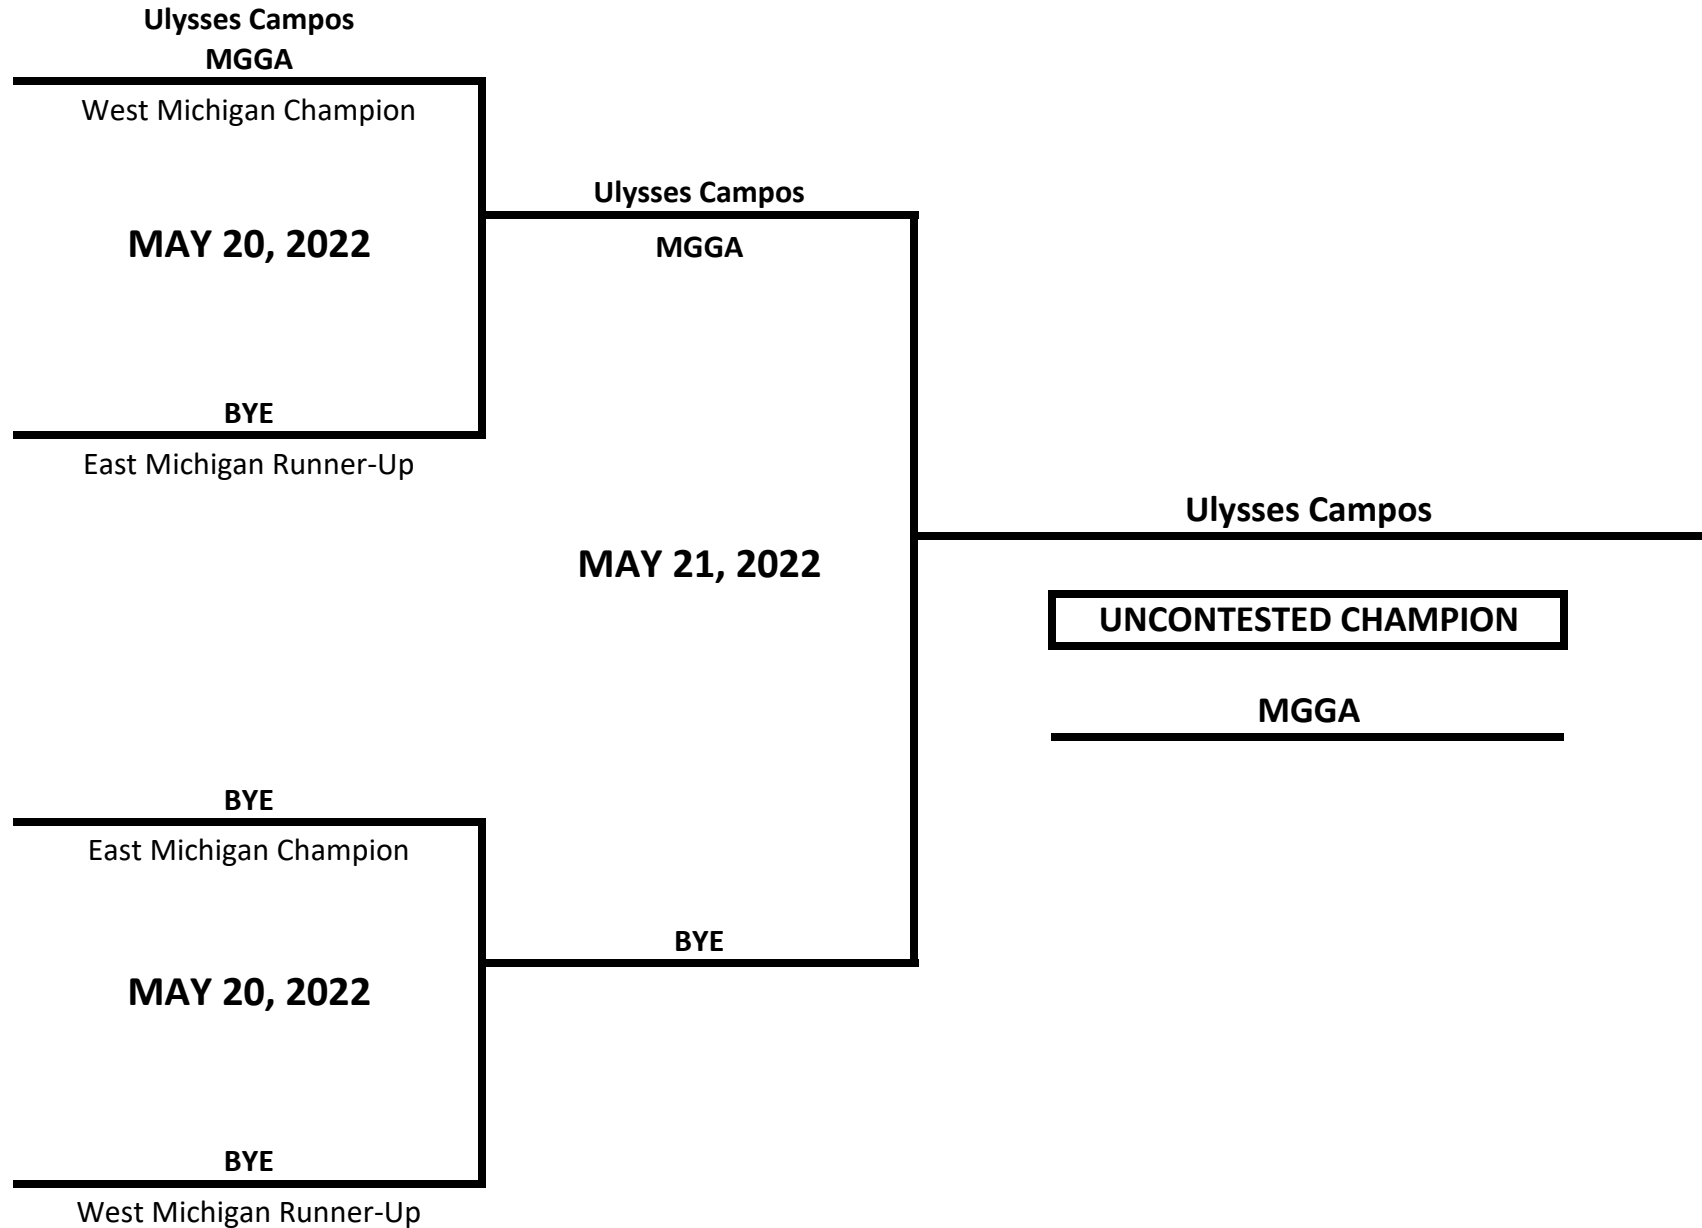 Ulysses Campos
MGGA
West Michigan Champion
MAY 20, 2022
BYE
East Michigan Runner-Up
Ulysses Campos
MGGA
MAY 21, 2022
Ulysses Campos
UNCONTESTED CHAMPION
MGGA
BYE
East Michigan Champion
MAY 20, 2022
BYE
BYE
West Michigan Runner-Up